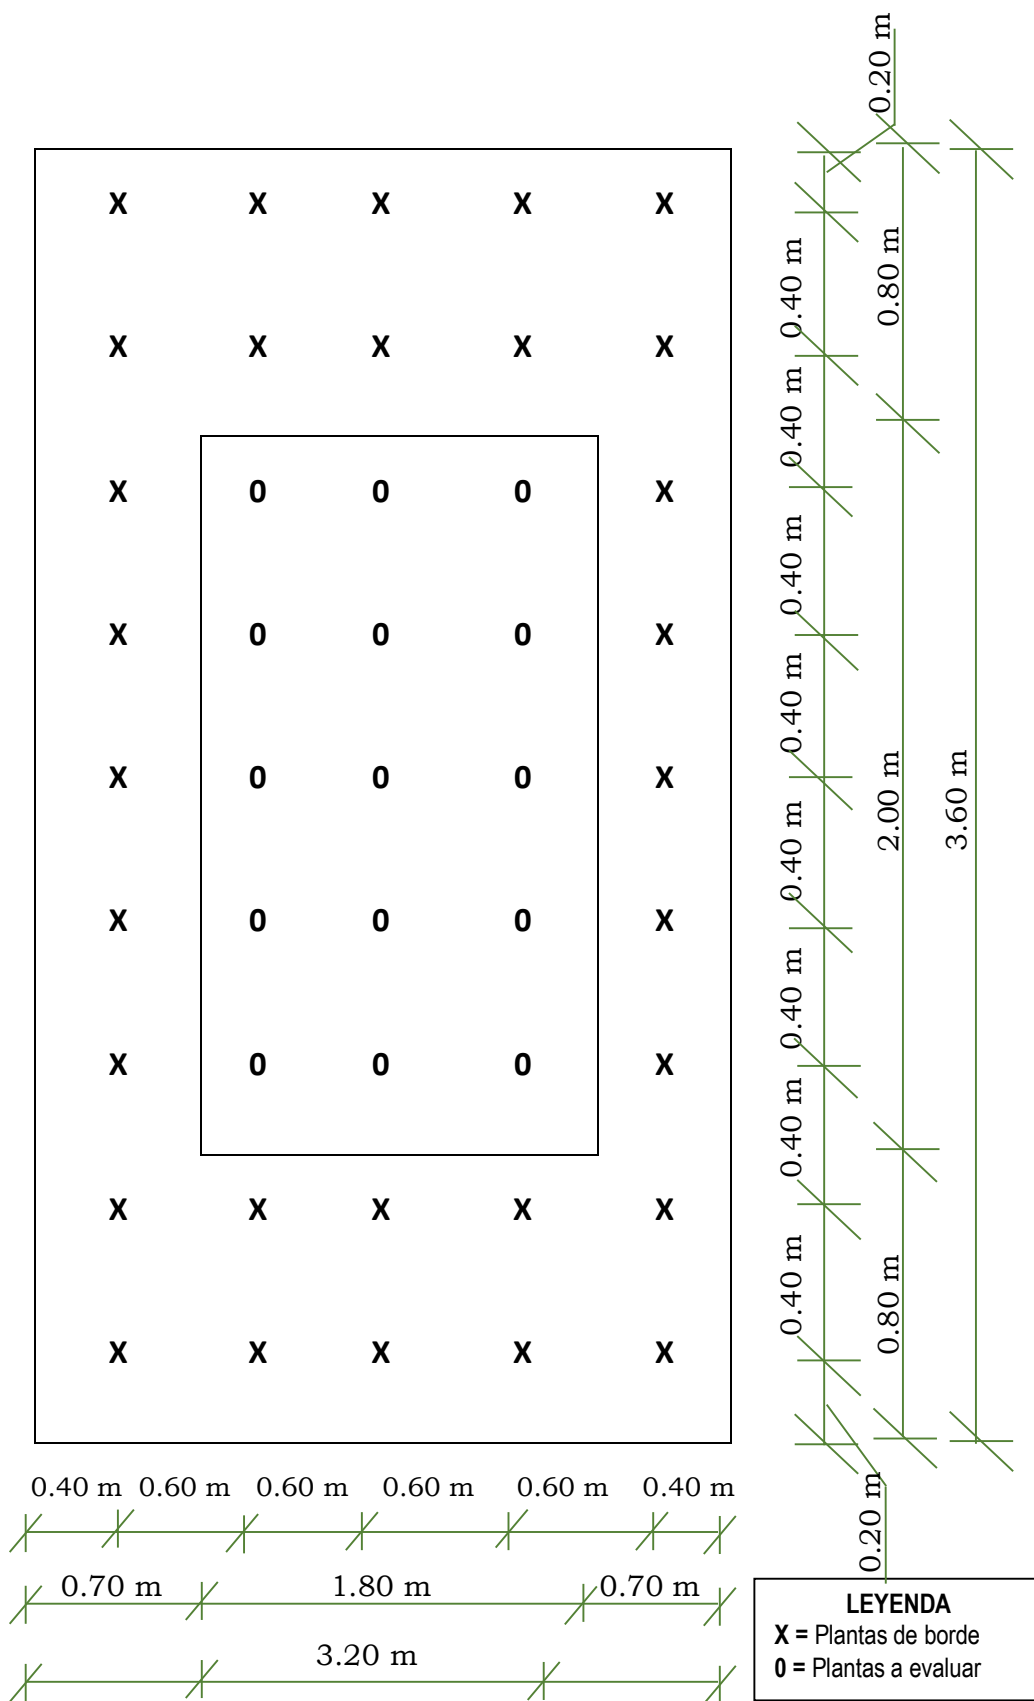 0.20 m
X X X X X
0.40 m
0.80 m
X X X X X
0.40 m
X 0 0 0 X
0.40 m
X 0 0 0 X
0.40 m
X 0 0 0 X
2.00 m
3.60 m
0.40 m
X 0 0 0 X
0.40 m
X 0 0 0 X
0.40 m
X X X X X
0.40 m
0.80 m
X X X X X
0.20 m
0.40 m 0.60 m 0.60 m 0.60 m 0.60 m 0.40 m
0.70 m 1.80 m 0.70 m
3.20 m
LEYENDA
X = Plantas de borde
0 = Plantas a evaluar